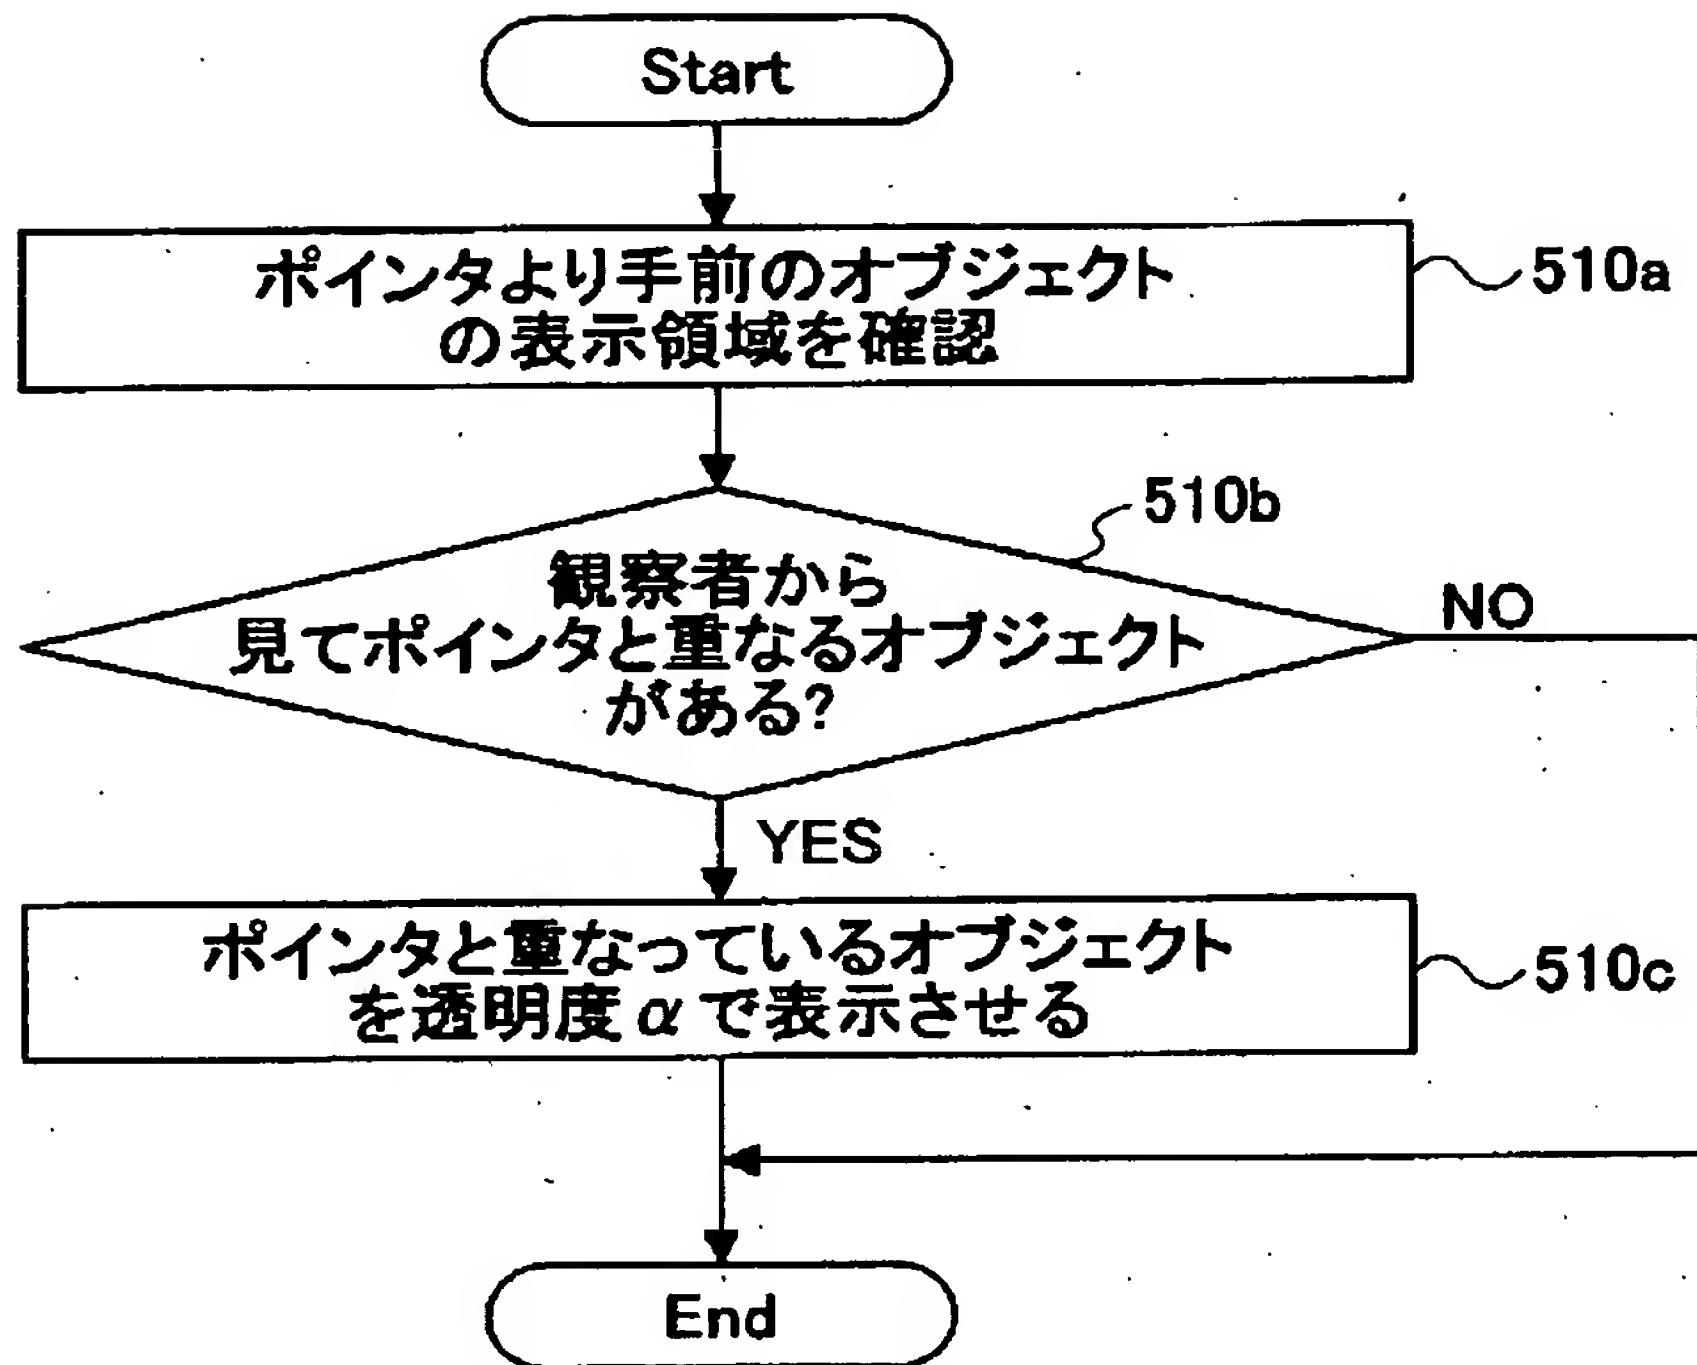 Start
ポインタより手前のオブジェクト
の表示領域を確認
510a
510b
観察者から
見てポインタと重なるオブジェクト
がある?
NO
YES
ポインタと重なっているオブジェクト
を透明度αで表示させる
510c
End